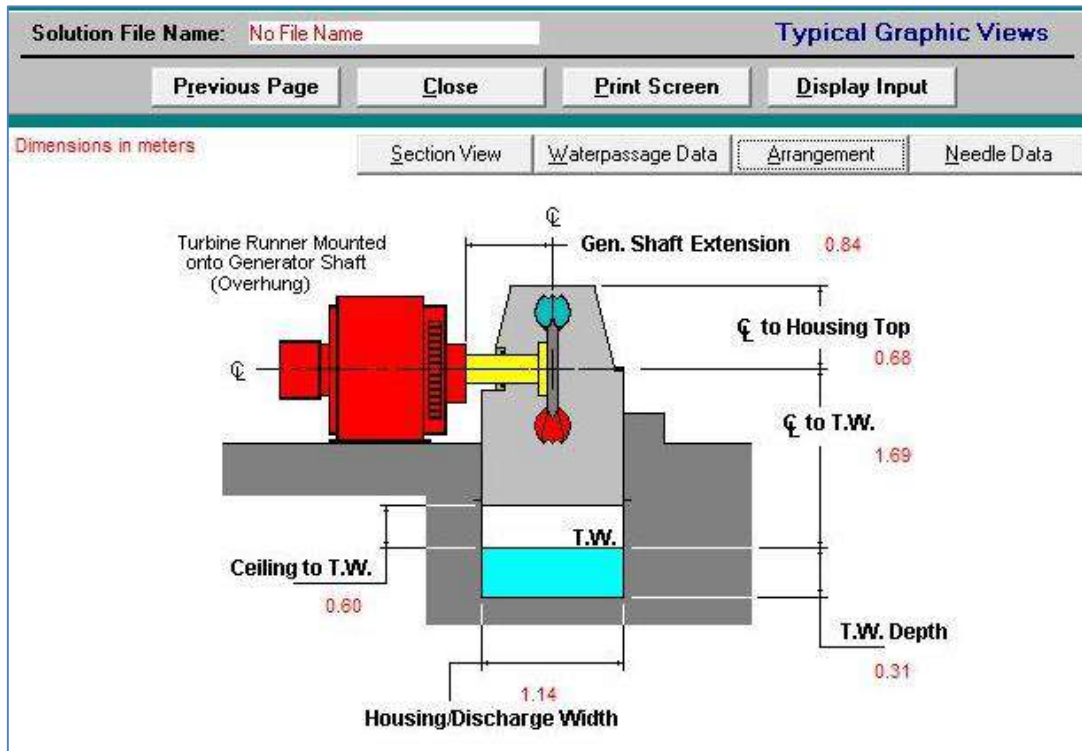 Solution File Name: No File Name Typical Graphic Views
Previous Page Close Print Screen Display Input
Dimensions in meters
Section View Waterpassage Data Arrangement Needle Data
Turbine Runner Mounted
onto Generator Shaft
(Overhung)
℄
Gen. Shaft Extension 0.84
℄ to Housing Top
0.68
℄
℄ to T.W.
1.69
T.W.
Ceiling to T.W.
0.60
T.W. Depth
0.31
1.14
Housing/Discharge Width